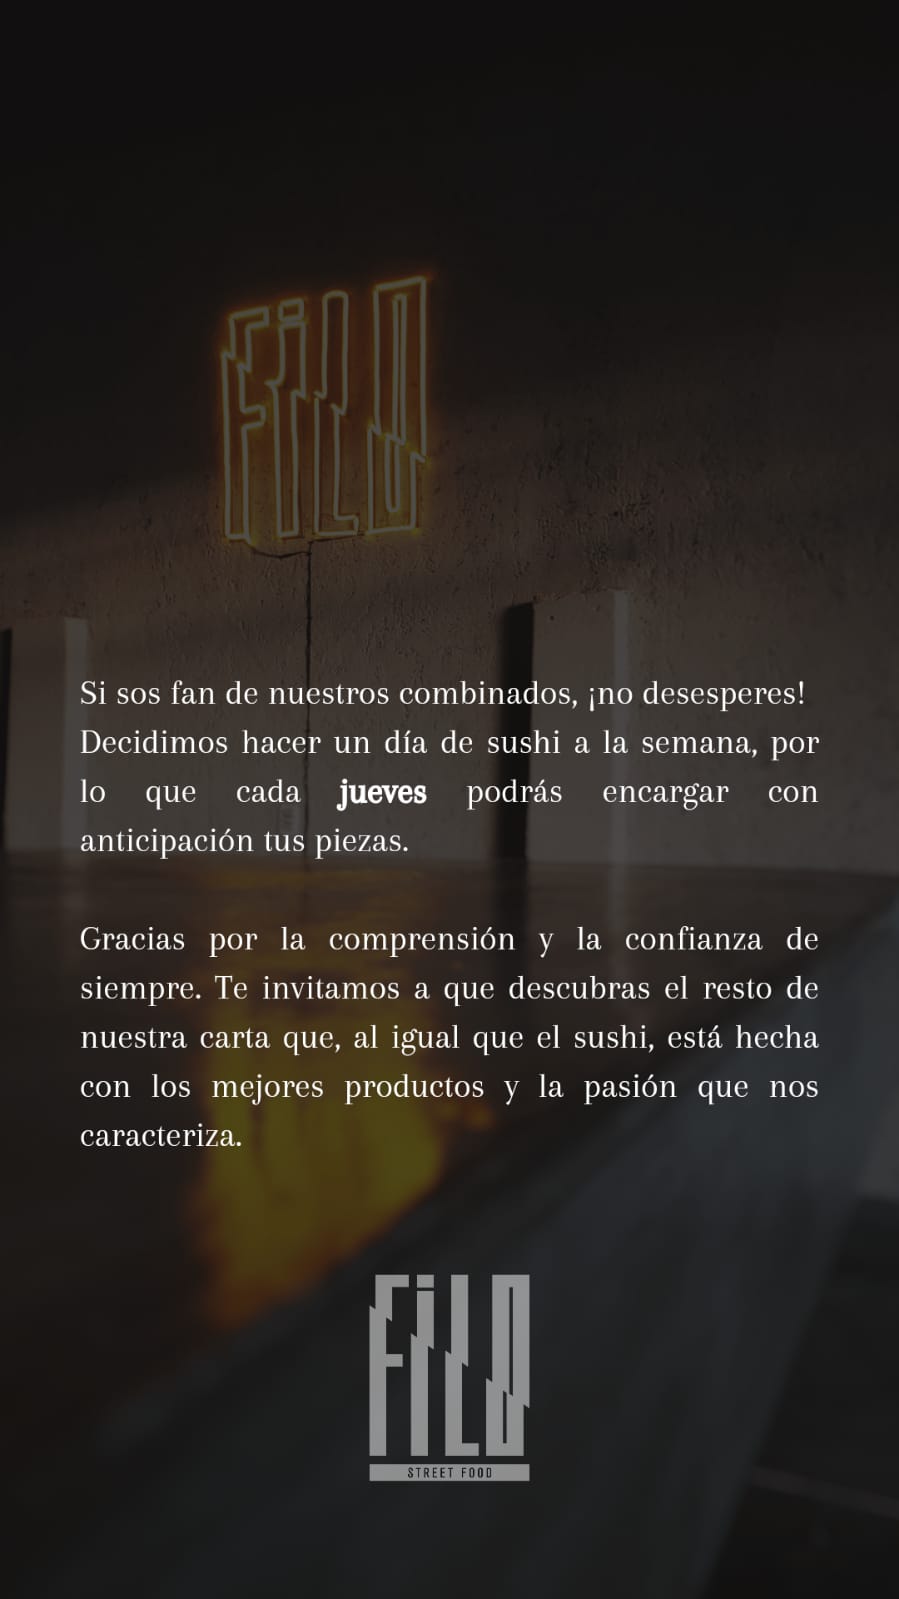 FiLO
Si sos fan de nuestros combinados, ¡no desesperes!
Decidimos hacer un día de sushi a la semana, por
lo que cada jueves podrás encargar con
anticipación tus piezas.
Gracias por la comprensión y la confianza de
siempre. Te invitamos a que descubras el resto de
nuestra carta que, al igual que el sushi, está hecha
con los mejores productos y la pasión que nos
caracteriza.
FiLO
STREET FOOD